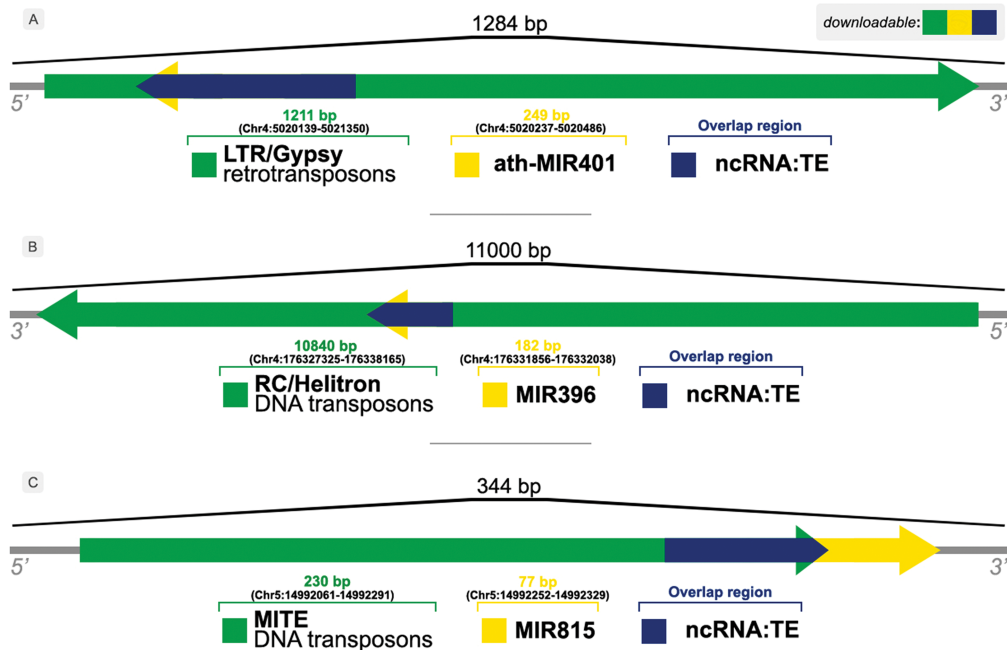 A
1284 bp
downloadable:
5’
3’
1211 bp
(Chr4:5020139-5021350)
249 bp
(Chr4:5020237-5020486)
Overlap region
LTR/Gypsy
retrotransposons
ath-MIR401
ncRNA:TE
B
11000 bp
3’
5’
10840 bp
(Chr4:176327325-176338165)
182 bp
(Chr4:176331856-176332038)
Overlap region
RC/Helitron
DNA transposons
MIR396
ncRNA:TE
C
344 bp
5’
3’
230 bp
(Chr5:14992061-14992291)
77 bp
(Chr5:14992252-14992329)
Overlap region
MITE
DNA transposons
MIR815
ncRNA:TE